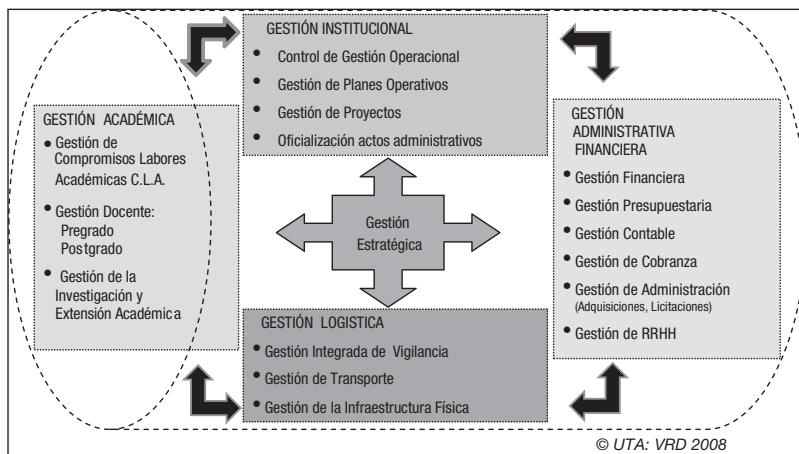 GESTIÓN INSTITUCIONAL
• Control de Gestión Operacional
• Gestión de Planes Operativos
• Gestión de Proyectos
• Oficialización actos administrativos
GESTIÓN ACADÉMICA
• Gestión de
Compromisos Labores
Académicas C.L.A.
• Gestión Docente:
Pregrado
Postgrado
• Gestión de la
Investigación y
Extensión Académica
Gestión
Estratégica
GESTIÓN
ADMINISTRATIVA
FINANCIERA
• Gestión Financiera
• Gestión Presupuestaria
• Gestión Contable
• Gestión de Cobranza
• Gestión de Administración
(Adquisiciones, Licitaciones)
• Gestión de RRHH
GESTIÓN LOGISTICA
• Gestión Integrada de Vigilancia
• Gestión de Transporte
• Gestión de la Infraestructura Física
© UTA: VRD 2008